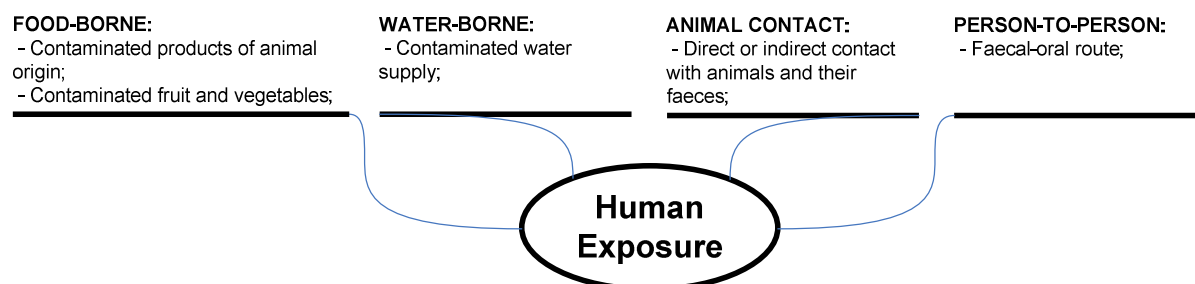 FOOD-BORNE:
- Contaminated products of animal
origin;
- Contaminated fruit and vegetables;
WATER-BORNE:
- Contaminated water
supply;
ANIMAL CONTACT:
- Direct or indirect contact
with animals and their
faeces;
PERSON-TO-PERSON:
- Faecal-oral route;
Human
Exposure